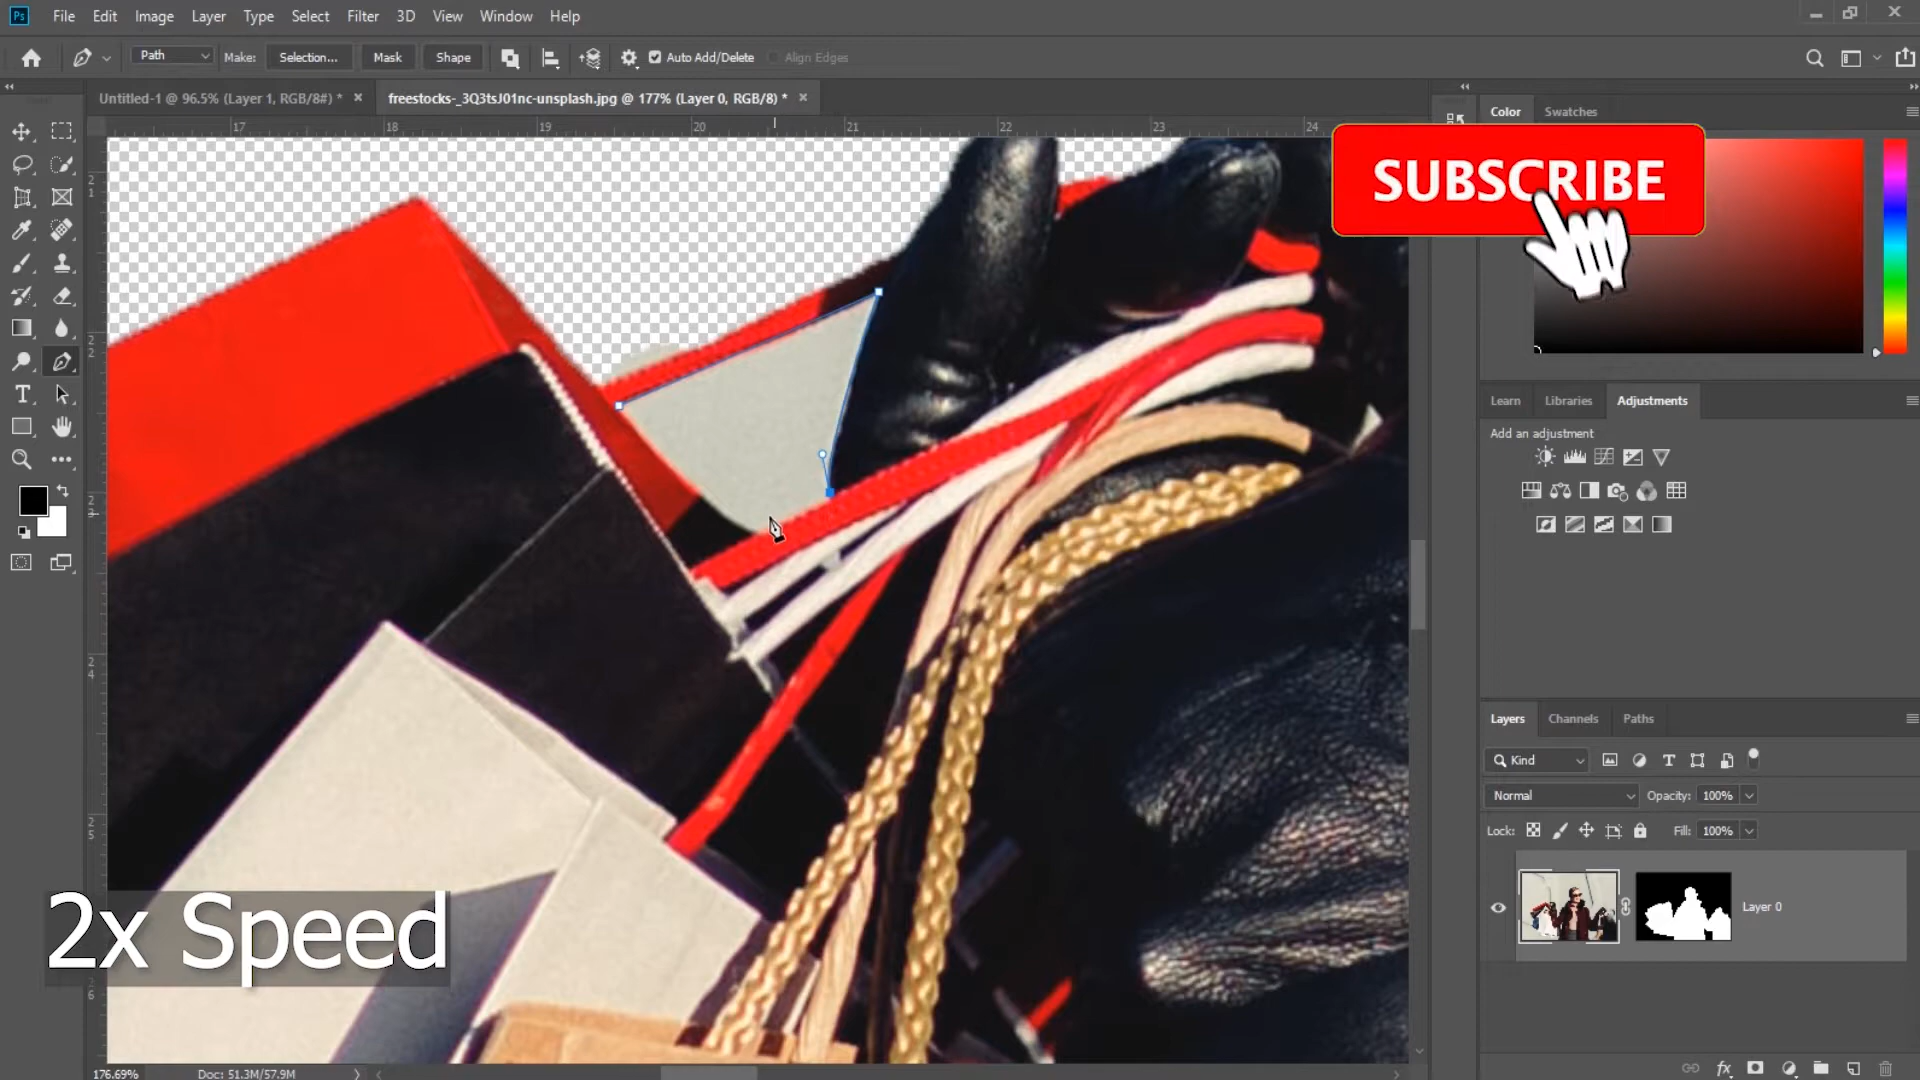 Ps File Edit Image Layer Type Select Filter 3D View Window Help
Path Make: Selection... Mask Shape Auto Add/Delete Align Edges
Untitled-1 @ 96.5% (Layer 1, RGB/8#) * × freestocks-_3Q3tsJ01nc-unsplash.jpg @ 177% (Layer 0, RGB/8) * ×
17 18 19 20 21 22 23 24
Color Swatches
SUBSCRIBE
Learn Libraries Adjustments
Add an adjustment
Layers Channels Paths
Kind
Normal Opacity: 100%
Lock: Fill: 100%
Layer 0
2x Speed
176.69% Doc: 51.3M/57.9M